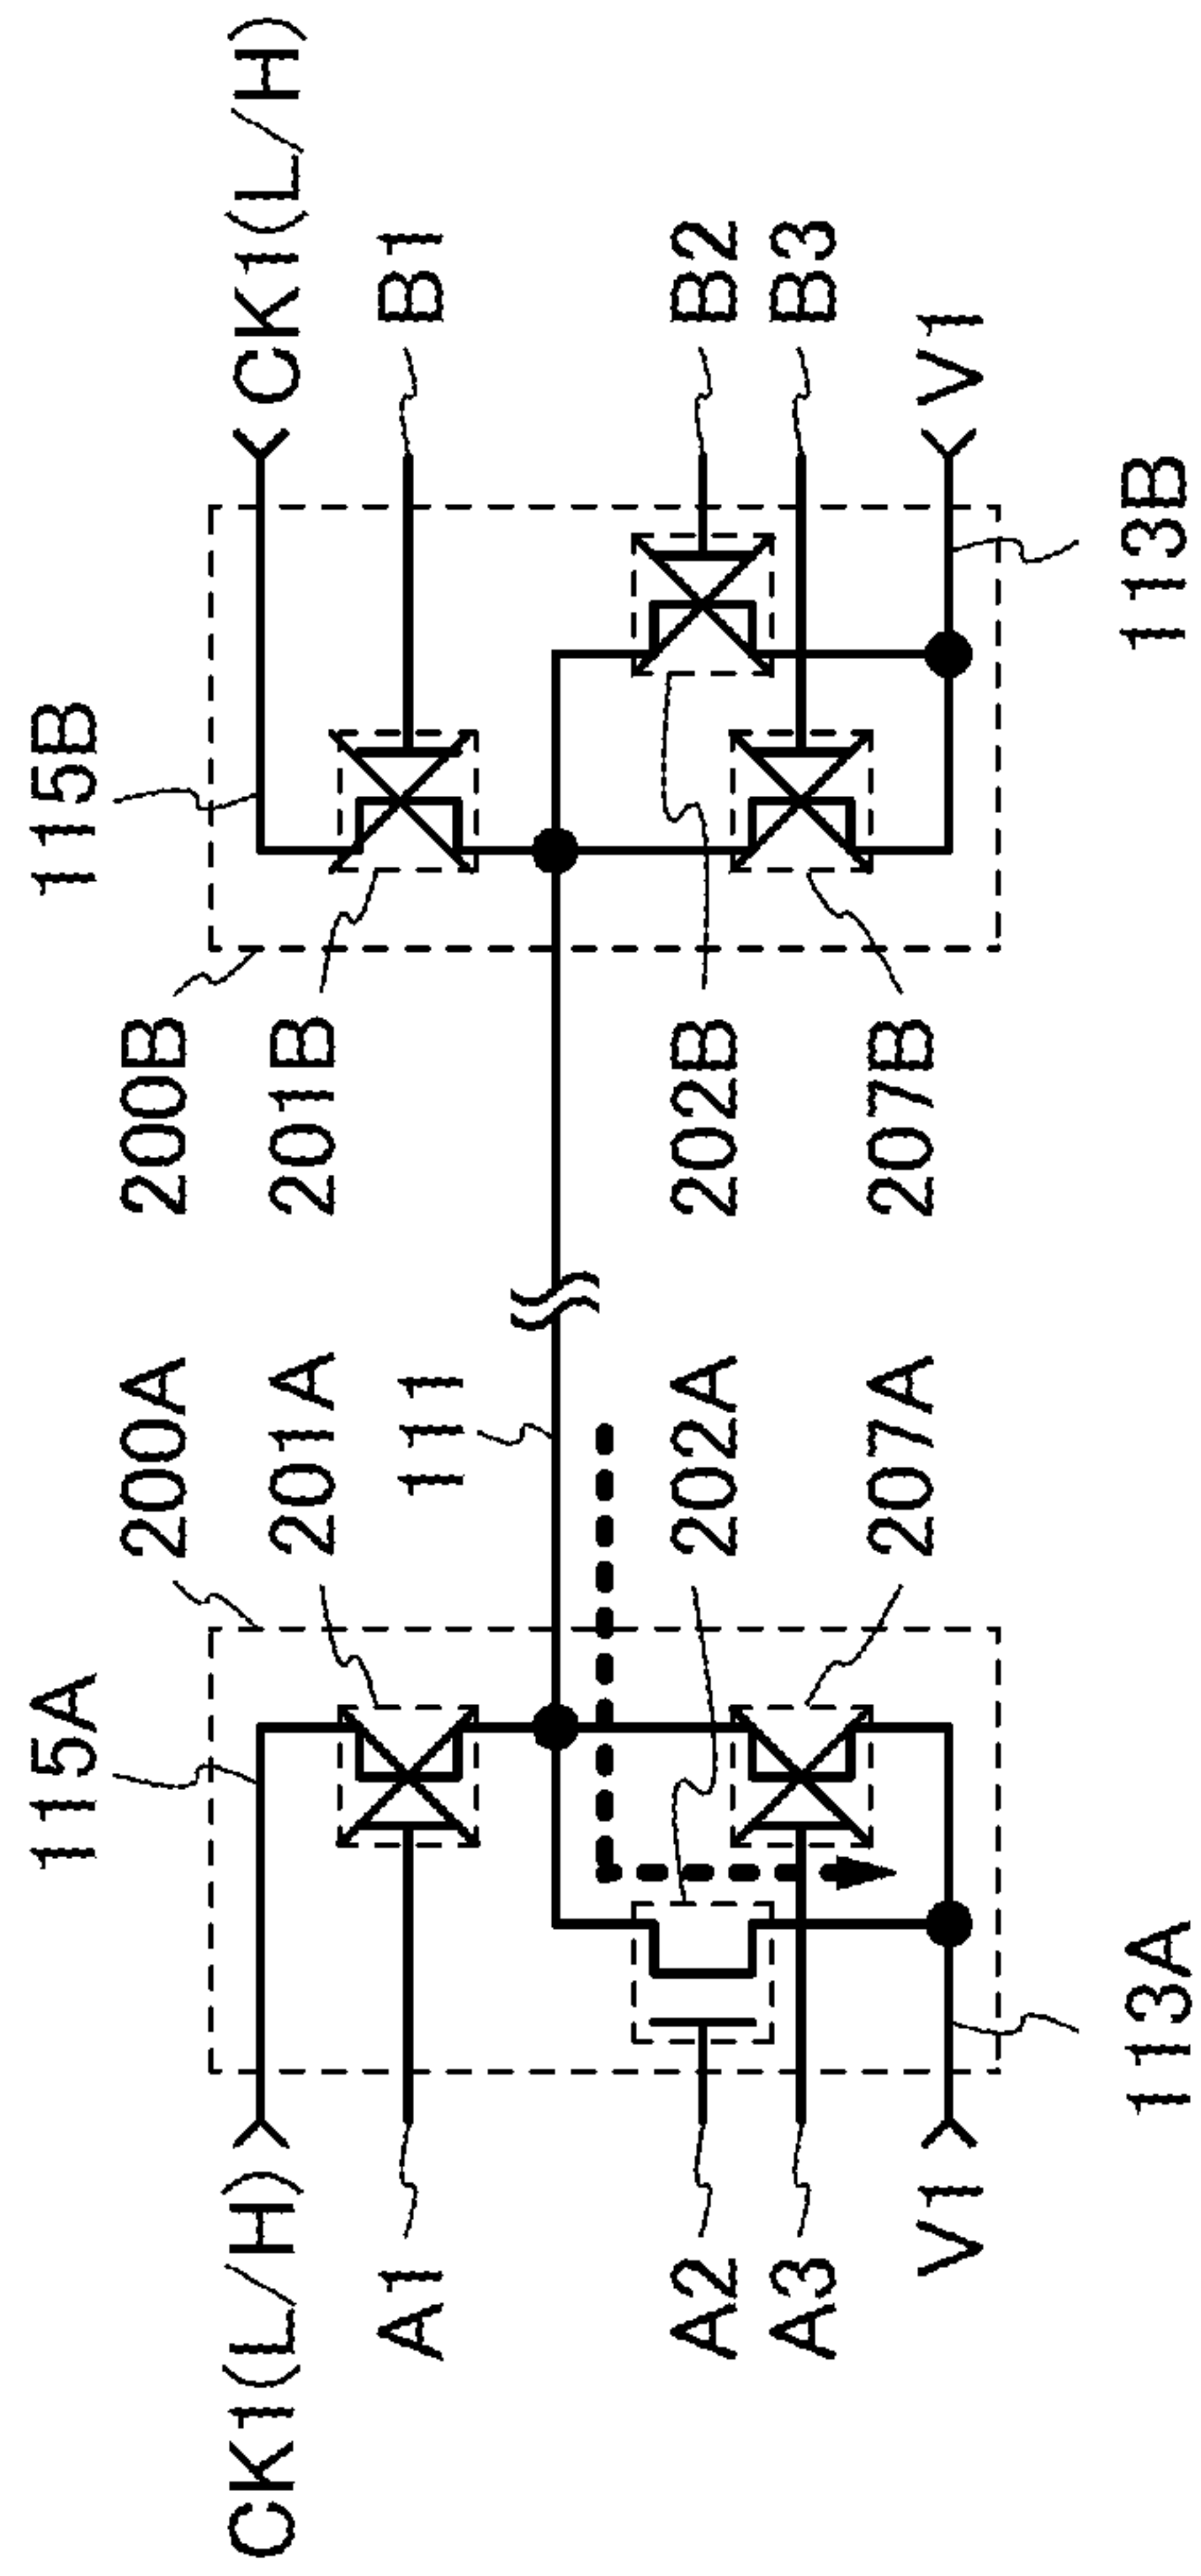 115A
115B
200A
201A
111
200B
201B
CK1(L/H)
CK1(L/H)
A1
B1
202A
202B
A2
B2
A3
B3
207A
207B
V1
V1
113A
113B